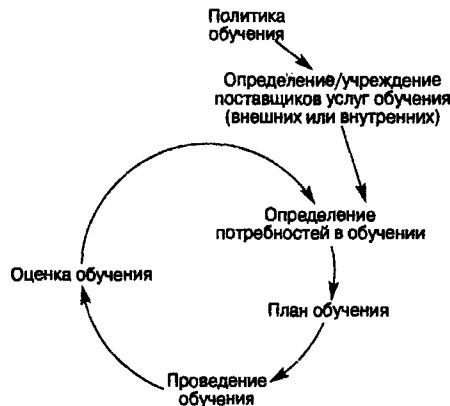 Политика
обучения
Определение/учреждение
поставщиков услуг обучения
(внешних или внутренних)
Определение
потребностей в обучении
Оценка обучения
План обучения
Проведение
обучения